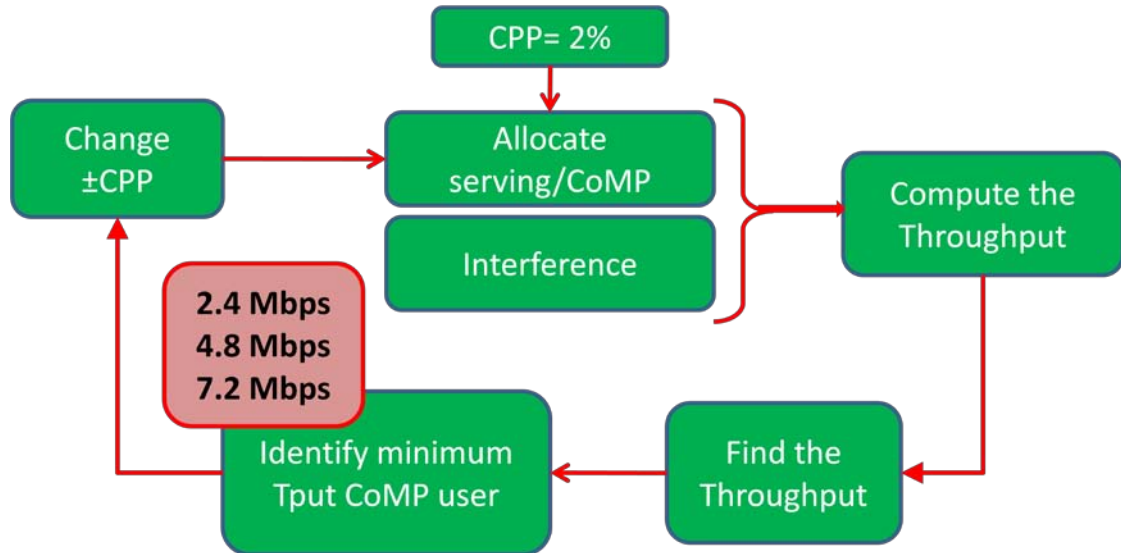 CPP= 2%
Change
±CPP
Allocate
serving/CoMP
Interference
Compute the
Throughput
2.4 Mbps
4.8 Mbps
7.2 Mbps
Identify minimum
Tput CoMP user
Find the
Throughput